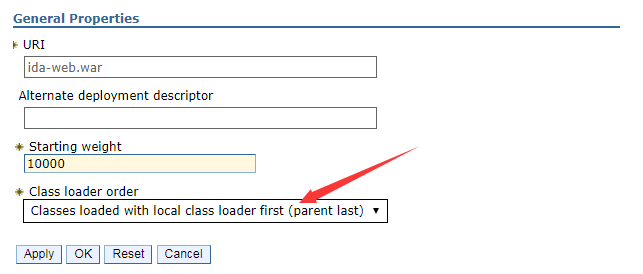 General Properties
URI
ida-web.war
Alternate deployment descriptor
Starting weight
10000
Class loader order
Classes loaded with local class loader first (parent last)
Apply OK Reset Cancel